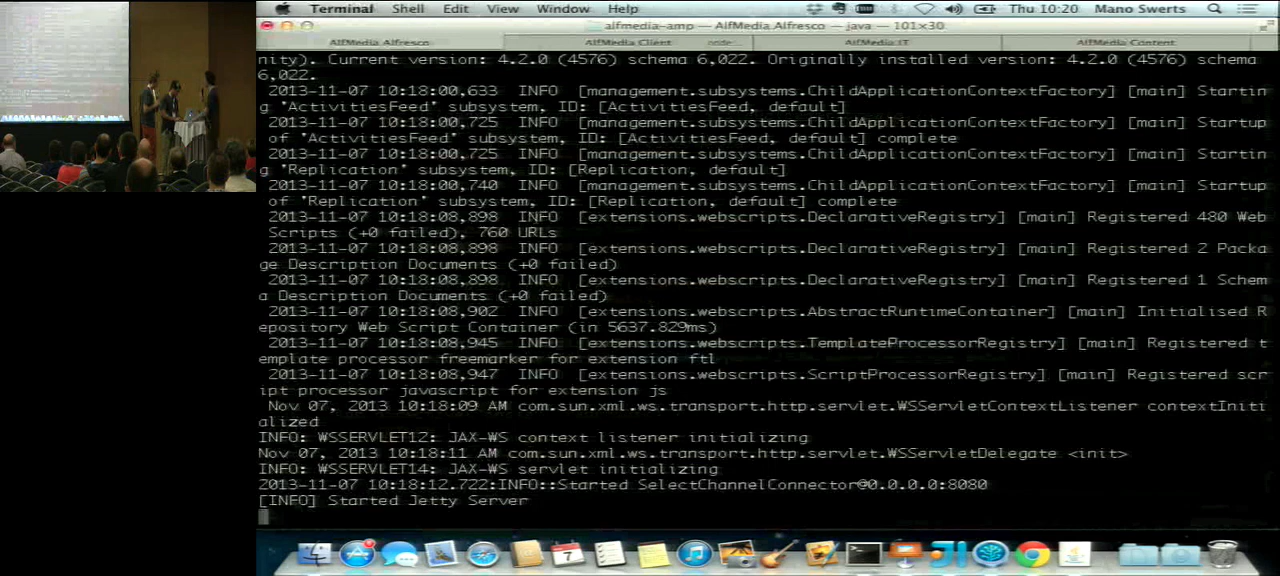 Terminal Shell Edit View Window Help Thu 10:20 Mano Swerts
alfmedia-amp — AlfMedia Alfresco — java — 101×30
AlfMedia Alfresco AlfMedia Client node AlfMedia IT AlfMedia Content
nity). Current version: 4.2.0 (4576) schema 6,022. Originally installed version: 4.2.0 (4576) schema
6,022.
2013-11-07 10:18:00,633 INFO [management.subsystems.ChildApplicationContextFactory] [main] Startin
g 'ActivitiesFeed' subsystem, ID: [ActivitiesFeed, default]
2013-11-07 10:18:00,725 INFO [management.subsystems.ChildApplicationContextFactory] [main] Startup
of 'ActivitiesFeed' subsystem, ID: [ActivitiesFeed, default] complete
2013-11-07 10:18:00,725 INFO [management.subsystems.ChildApplicationContextFactory] [main] Startin
g 'Replication' subsystem, ID: [Replication, default]
2013-11-07 10:18:00,740 INFO [management.subsystems.ChildApplicationContextFactory] [main] Startup
of 'Replication' subsystem, ID: [Replication, default] complete
2013-11-07 10:18:08,898 INFO [extensions.webscripts.DeclarativeRegistry] [main] Registered 480 Web
Scripts (+0 failed), 760 URLs
2013-11-07 10:18:08,898 INFO [extensions.webscripts.DeclarativeRegistry] [main] Registered 2 Packa
ge Description Documents (+0 failed)
2013-11-07 10:18:08,898 INFO [extensions.webscripts.DeclarativeRegistry] [main] Registered 1 Schem
a Description Documents (+0 failed)
2013-11-07 10:18:08,902 INFO [extensions.webscripts.AbstractRuntimeContainer] [main] Initialised R
epository Web Script Container (in 5637.829ms)
2013-11-07 10:18:08,945 INFO [extensions.webscripts.TemplateProcessorRegistry] [main] Registered t
emplate processor freemarker for extension ftl
2013-11-07 10:18:08,947 INFO [extensions.webscripts.ScriptProcessorRegistry] [main] Registered scr
ipt processor javascript for extension js
Nov 07, 2013 10:18:09 AM com.sun.xml.ws.transport.http.servlet.WSServletContextListener contextIniti
alized
INFO: WSSERVLET12: JAX-WS context listener initializing
Nov 07, 2013 10:18:11 AM com.sun.xml.ws.transport.http.servlet.WSServletDelegate <init>
INFO: WSSERVLET14: JAX-WS servlet initializing
2013-11-07 10:18:12.722:INFO::Started SelectChannelConnector@0.0.0.0:8080
[INFO] Started Jetty Server
7